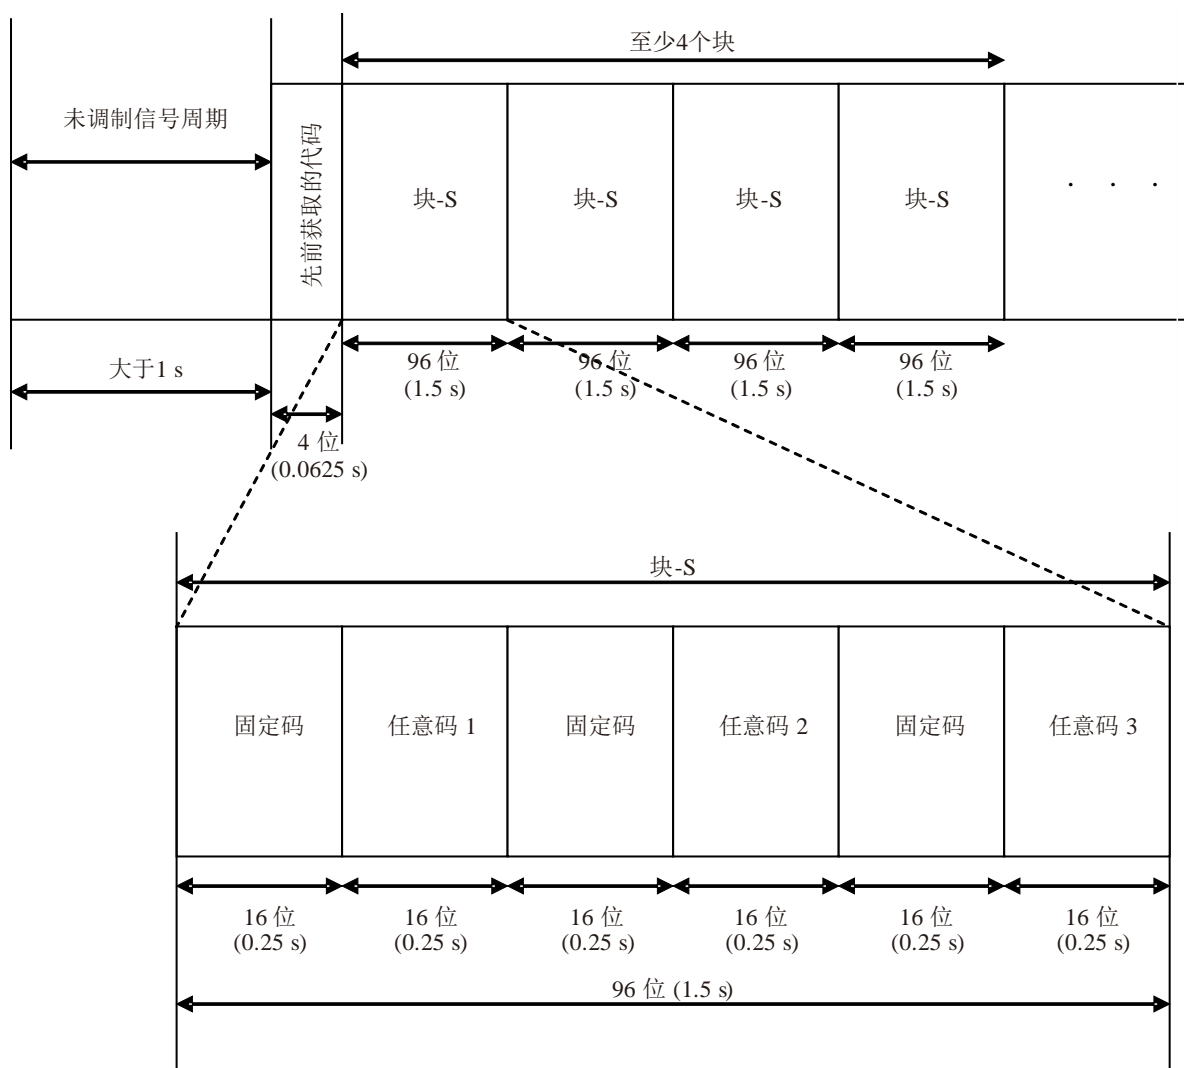 至少4个块
未调制信号周期
先前获取的代码
块-S
块-S
块-S
块-S
. . .
大于1 s
96 位
(1.5 s)
96 位
(1.5 s)
96 位
(1.5 s)
96 位
(1.5 s)
4 位
(0.0625 s)
块-S
固定码
任意码 1
固定码
任意码 2
固定码
任意码 3
16 位
(0.25 s)
16 位
(0.25 s)
16 位
(0.25 s)
16 位
(0.25 s)
16 位
(0.25 s)
16 位
(0.25 s)
96 位 (1.5 s)